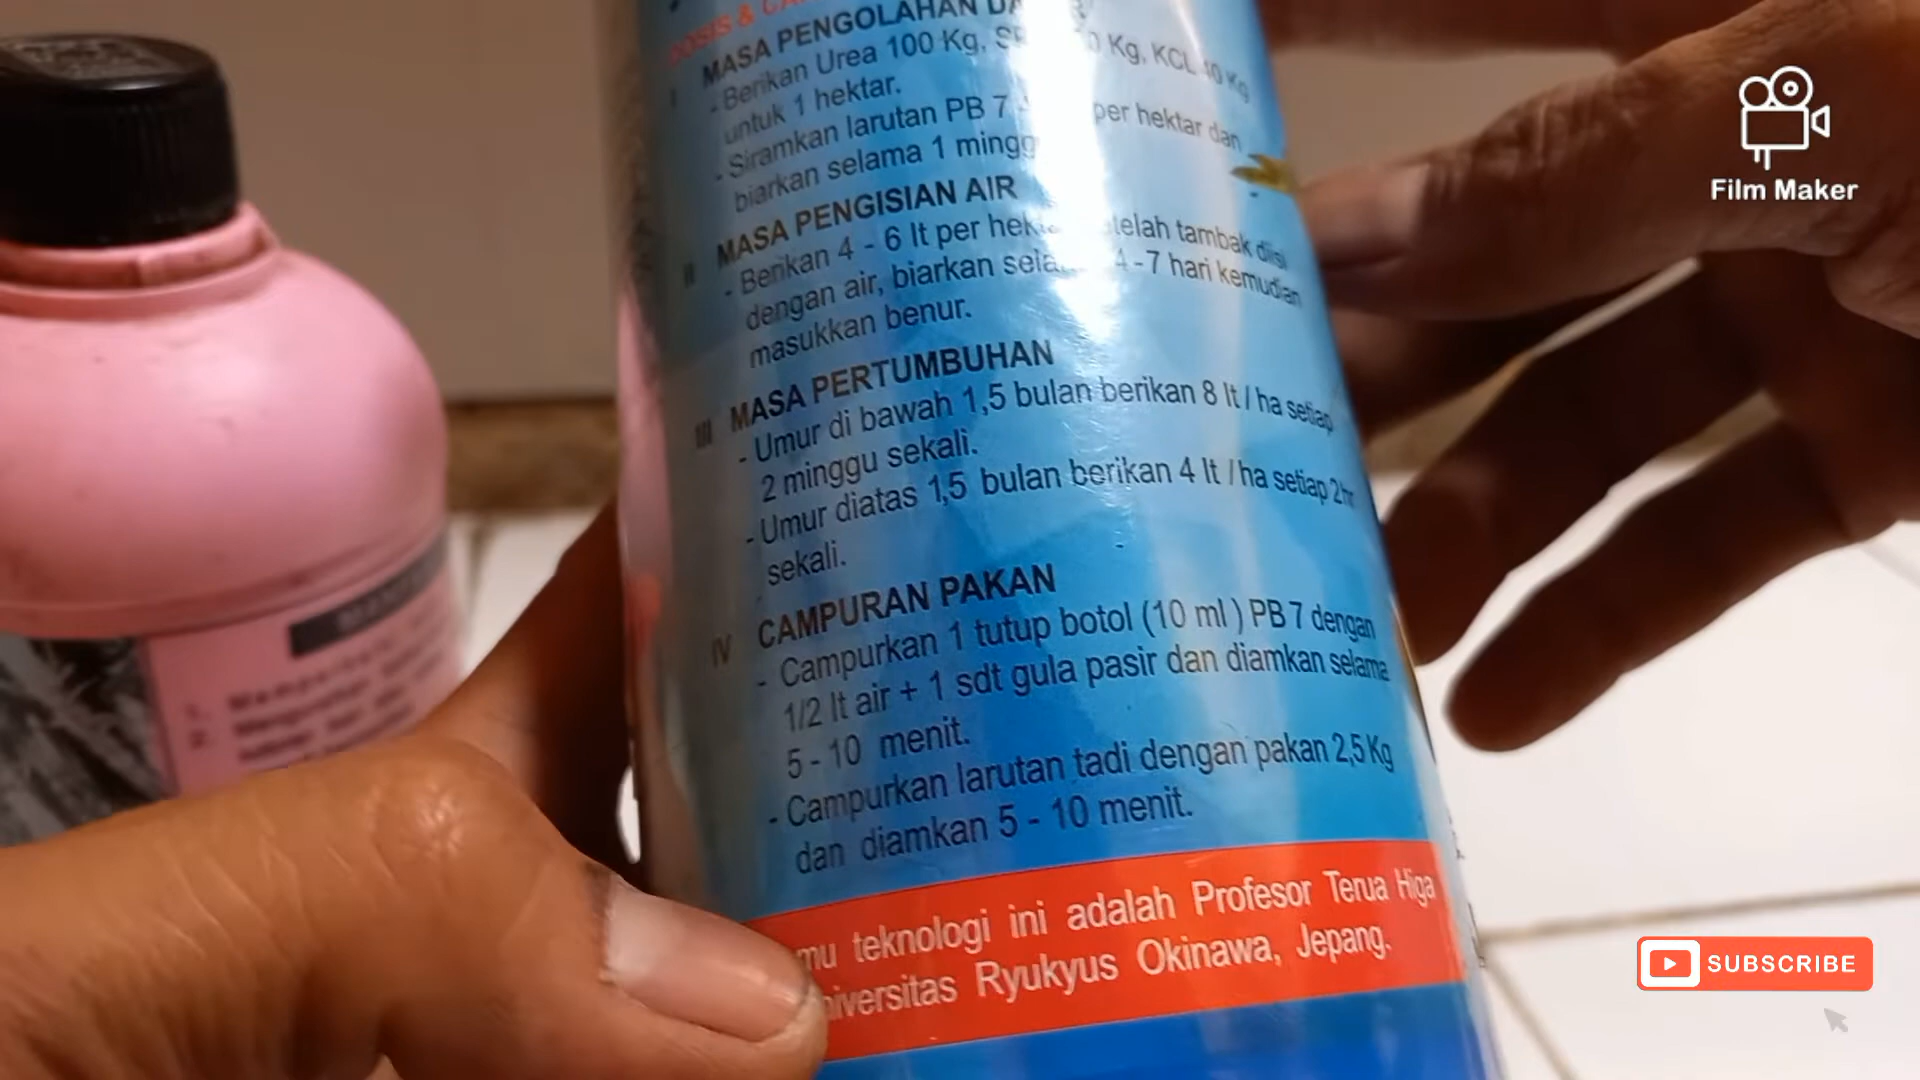 DOSIS &
I MASA PENGOLAHAN
- Berikan Urea 100 Kg, Kg, KCL 40 Kg
untuk 1 hektar.
- Siramkan larutan PB 7 per hektar dan
biarkan selama 1
II MASA PENGISIAN AIR
- Berikan 4 - 6 lt per tambak diisi
dengan air, biarkan 4 - 7 hari kemudian
masukkan benur.
III MASA PERTUMBUHAN
- Umur di bawah 1,5 bulan berikan 8 lt / ha setiap
2 minggu sekali.
- Umur diatas 1,5 bulan berikan 4 lt / ha setiap 2hr
sekali.
IV CAMPURAN PAKAN
- Campurkan 1 tutup botol (10 ml ) PB 7 dengan
1/2 lt air + 1 sdt gula pasir dan diamkan selama
5 - 10 menit.
- Campurkan larutan tadi dengan pakan 2,5 Kg
dan diamkan 5 - 10 menit.
teknologi ini adalah Profesor Terua Higa
Ryukyus Okinawa, Jepang.
Film Maker
SUBSCRIBE